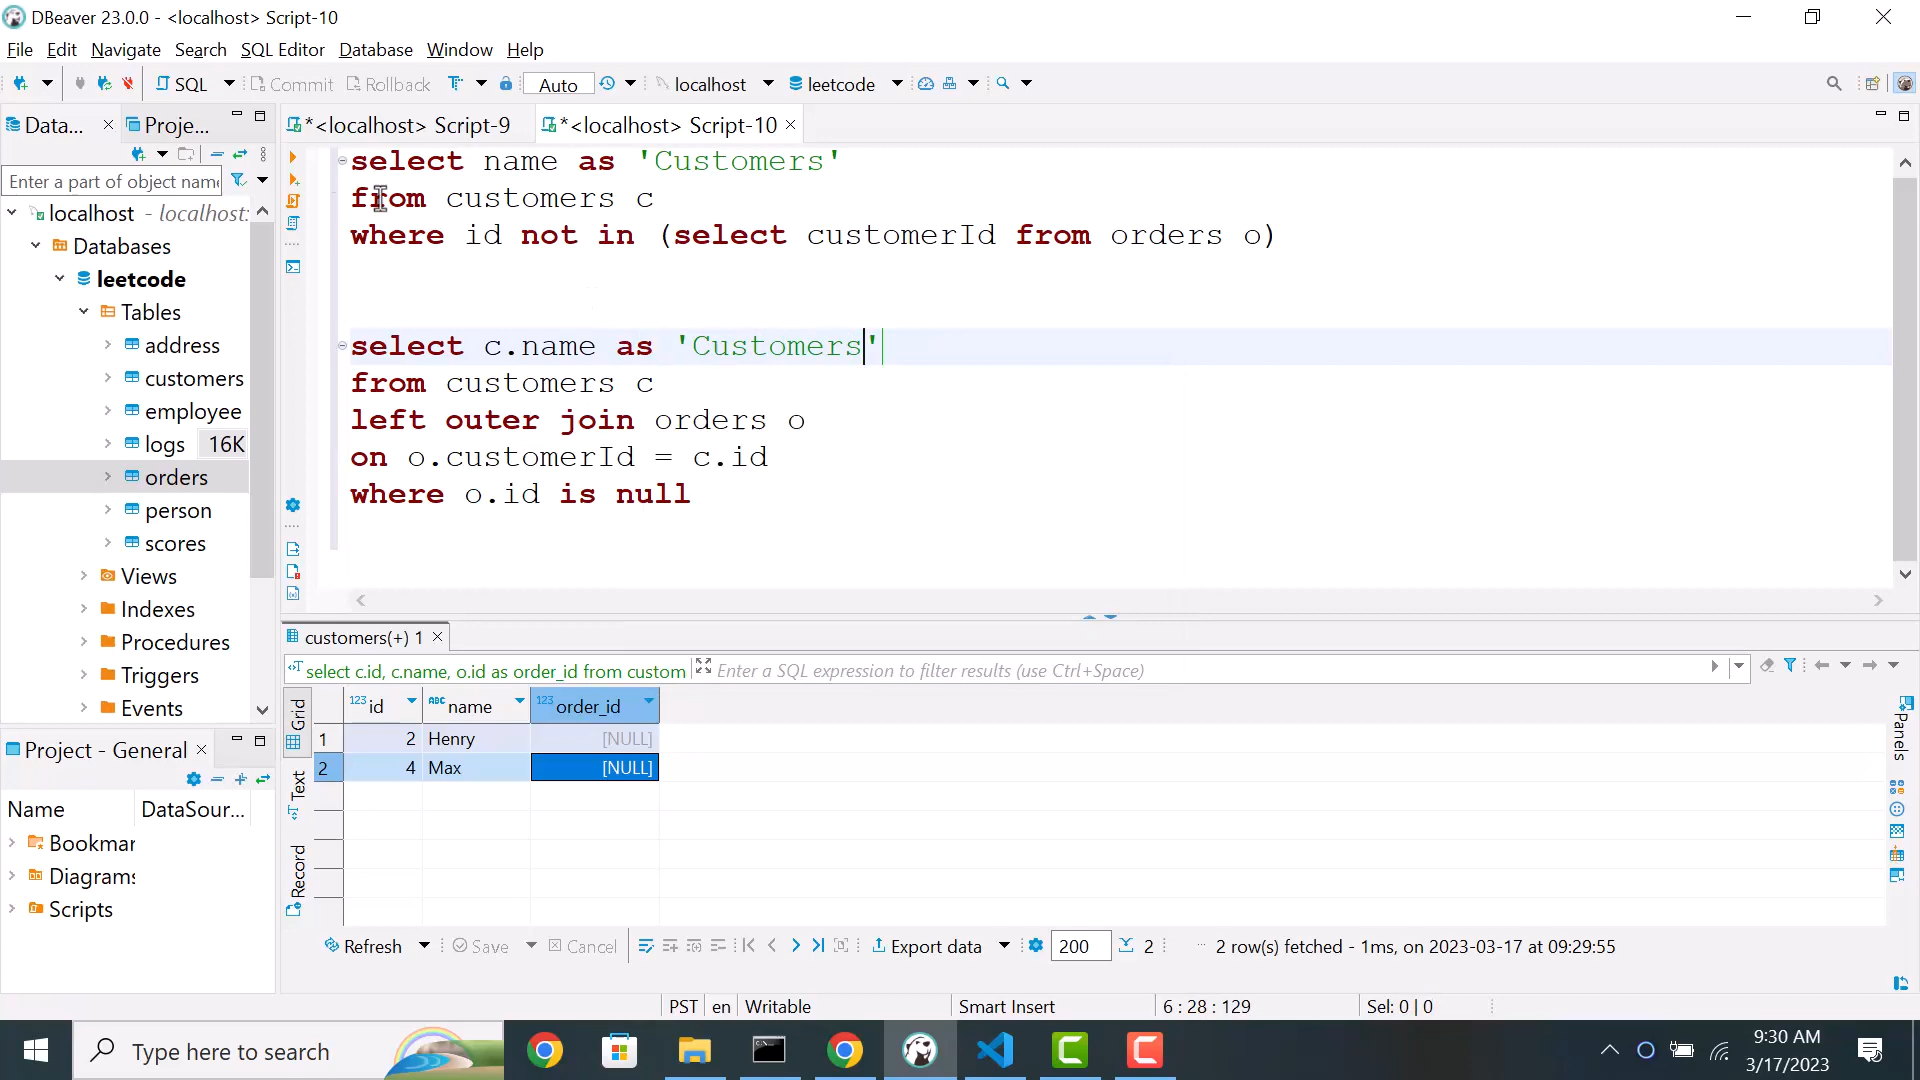 DBeaver 23.0.0 - <localhost> Script-10
File Edit Navigate Search SQL Editor Database Window Help
SQL Commit Rollback Auto localhost leetcode
Data... Proje... *<localhost> Script-9 *<localhost> Script-10
Enter a part of object name
localhost - localhost:
Databases
leetcode
Tables
address
customers
employee
logs 16K
orders
person
scores
Views
Indexes
Procedures
Triggers
Events
select name as 'Customers'
from customers c
where id not in (select customerId from orders o)
select c.name as 'Customers'
from customers c
left outer join orders o
on o.customerId = c.id
where o.id is null
Project - General
Name DataSour...
Bookmar
Diagrams
Scripts
customers(+) 1
select c.id, c.name, o.id as order_id from custom Enter a SQL expression to filter results (use Ctrl+Space)
Grid
Text
Record
123 id ABC name 123 order_id
1 2 Henry [NULL]
2 4 Max [NULL]
Panels
Refresh Save Cancel Export data 200 2 ... 2 row(s) fetched - 1ms, on 2023-03-17 at 09:29:55
PST en Writable Smart Insert 6 : 28 : 129 Sel: 0 | 0
Type here to search
9:30 AM
3/17/2023